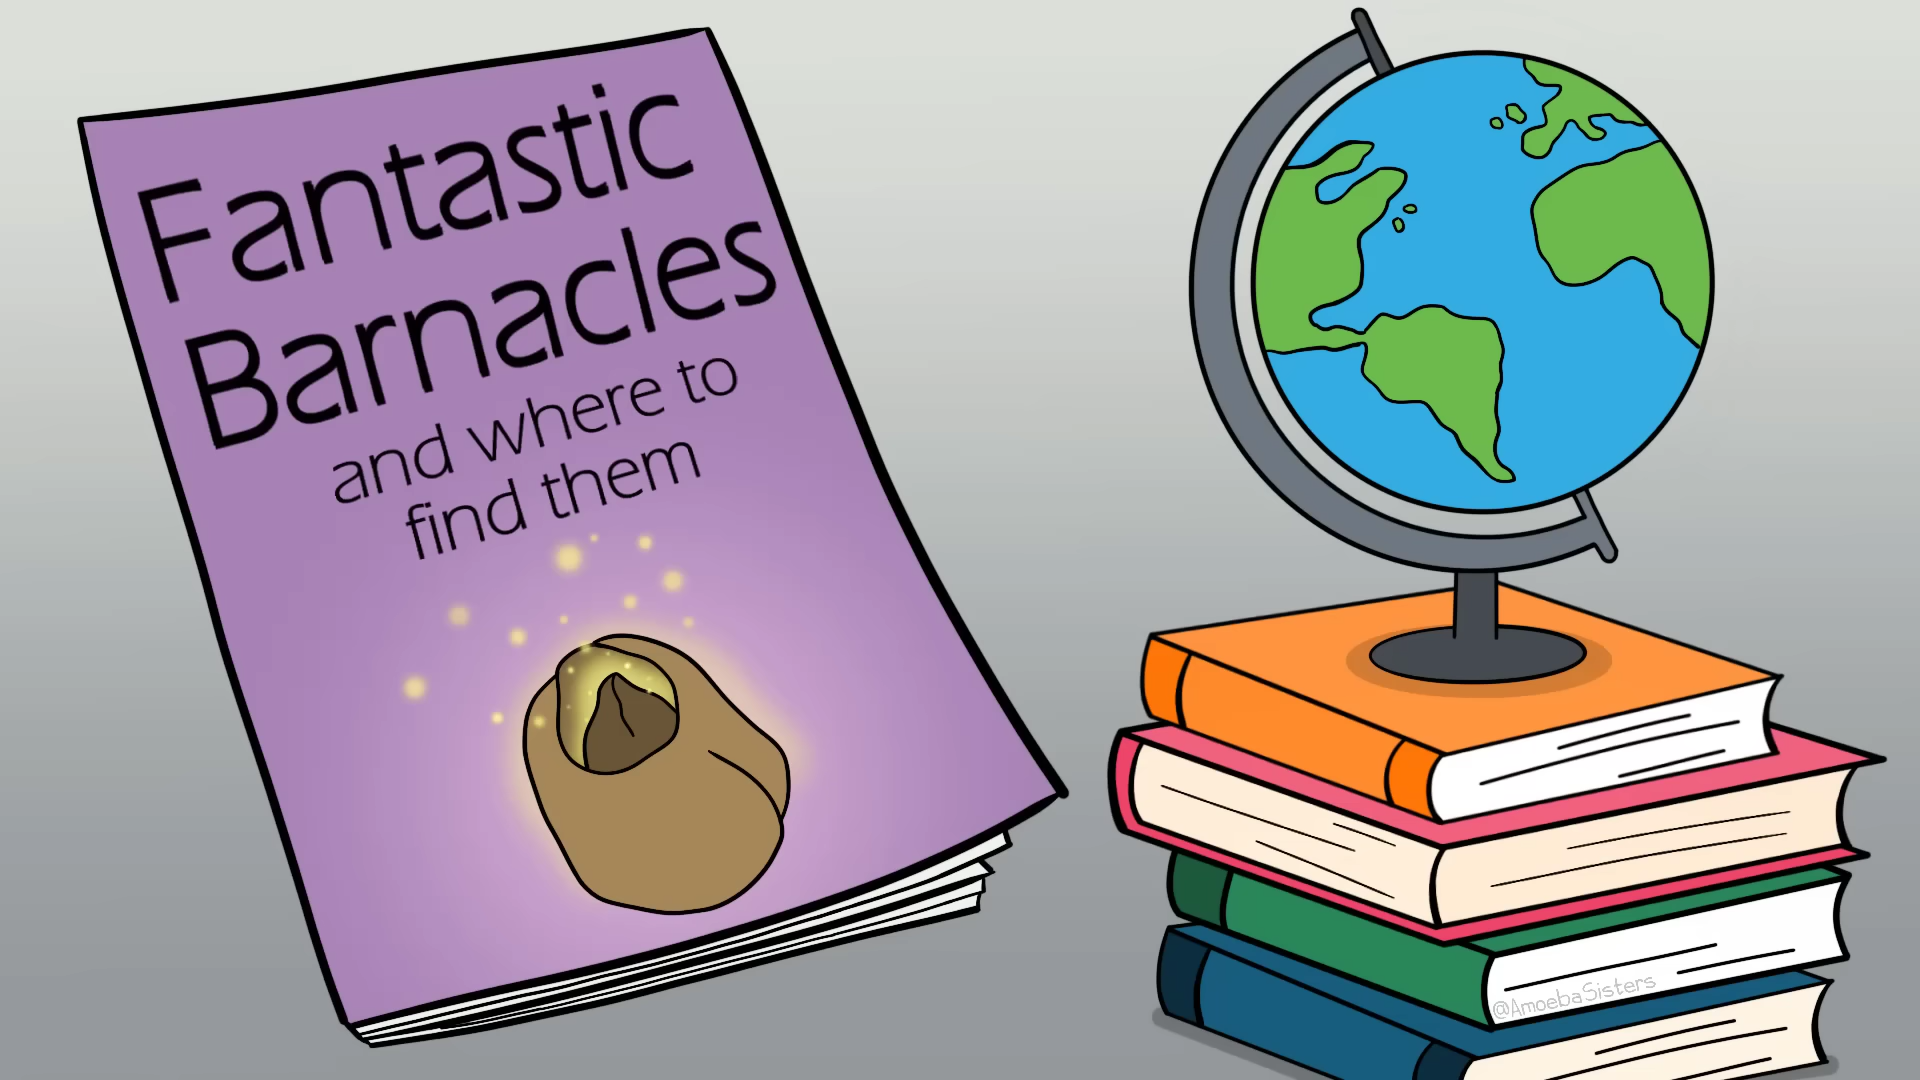 Fantastic
Barnacles
and where to
find them
@AmoebaSisters